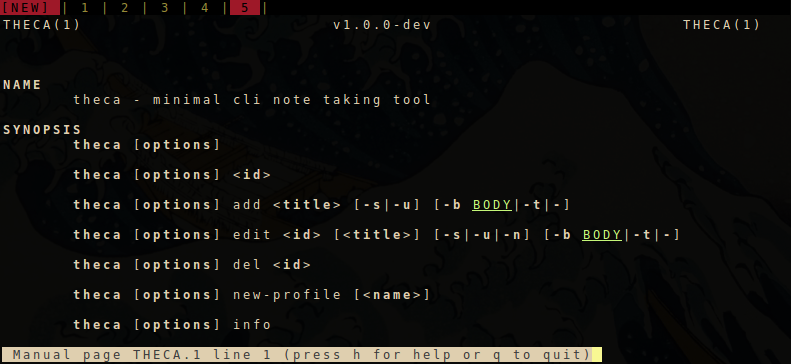 [NEW] | 1 | 2 | 3 | 4 | 5 |
THECA(1) v1.0.0-dev THECA(1)
NAME
theca - minimal cli note taking tool
SYNOPSIS
theca [options]
theca [options] <id>
theca [options] add <title> [-s|-u] [-b BODY|-t|-]
theca [options] edit <id> [<title>] [-s|-u|-n] [-b BODY|-t|-]
theca [options] del <id>
theca [options] new-profile [<name>]
theca [options] info
Manual page THECA.1 line 1 (press h for help or q to quit)